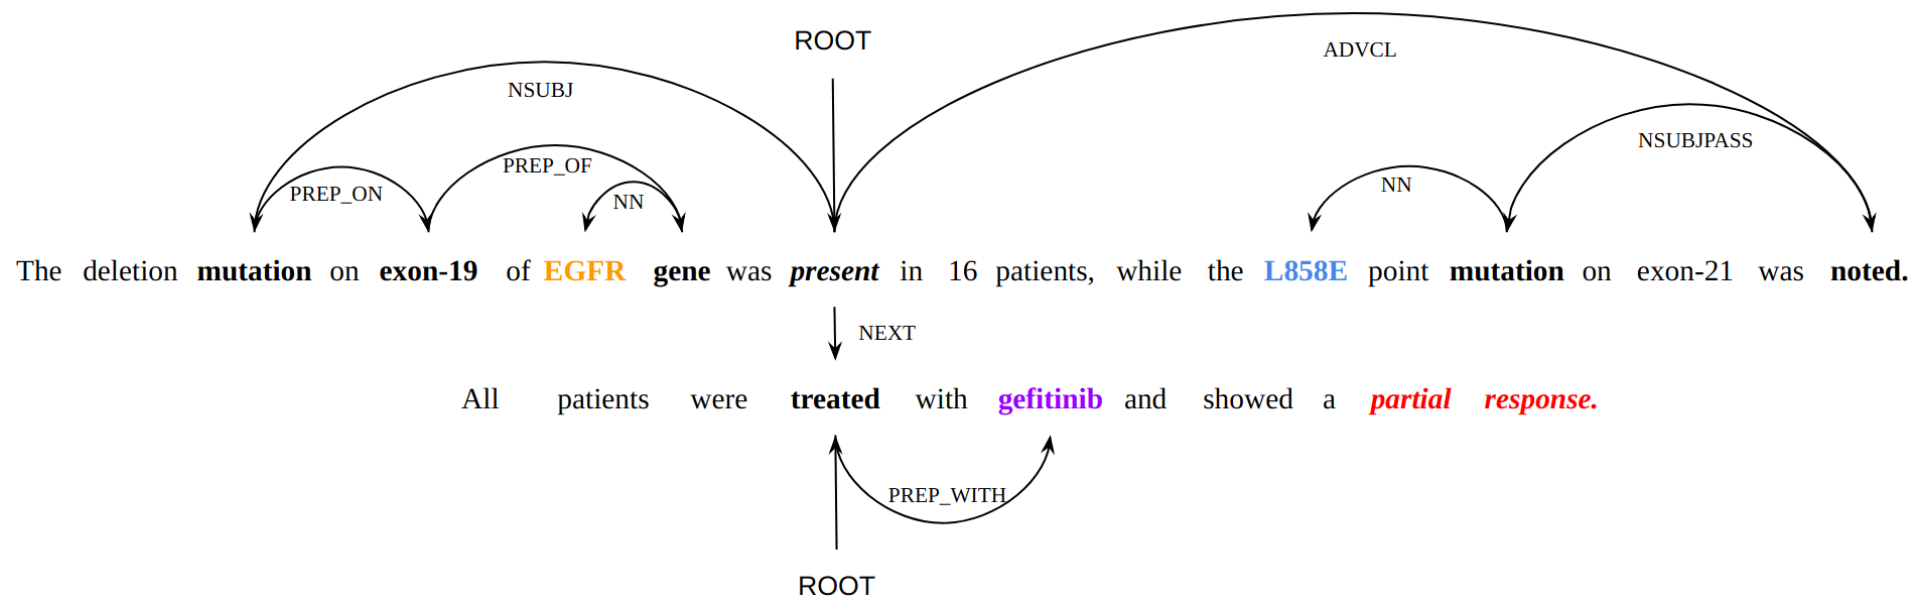 ROOT
ADVCL
NSUBJ
NSUBJPASS
PREP_OF
PREP_ON
NN
NN
The deletion mutation on exon-19 of EGFR gene was present in 16 patients, while the L858E point mutation on exon-21 was noted.
NEXT
All patients were treated with gefitinib and showed a partial response.
PREP_WITH
ROOT